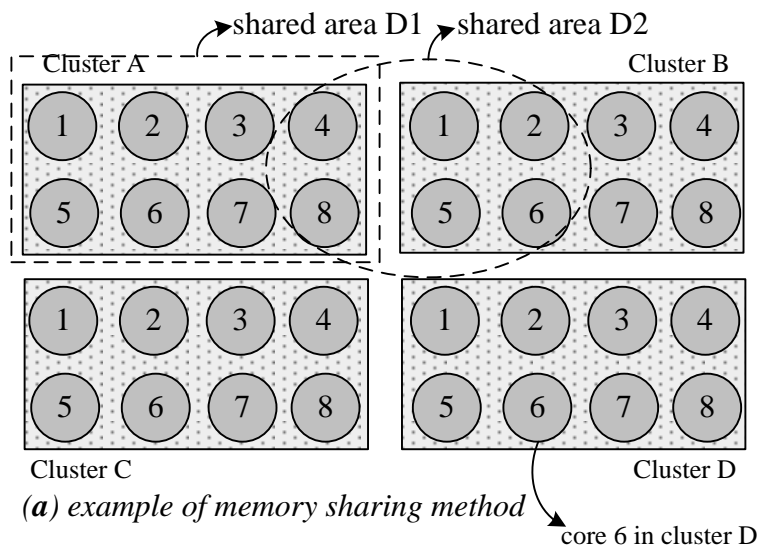 shared area D1 shared area D2
Cluster A Cluster B
1 2 3 4 1 2 3 4
5 6 7 8 5 6 7 8
1 2 3 4 1 2 3 4
5 6 7 8 5 6 7 8
Cluster C Cluster D
(a) example of memory sharing method
core 6 in cluster D